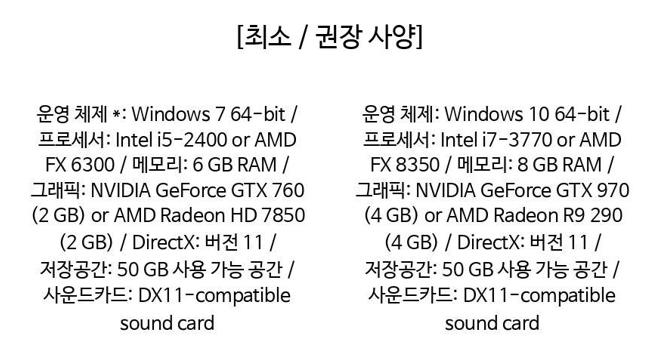 [최소 / 권장 사양]
운영 체제 *: Windows 7 64-bit /
프로세서: Intel i5-2400 or AMD
FX 6300 / 메모리: 6 GB RAM /
그래픽: NVIDIA GeForce GTX 760
(2 GB) or AMD Radeon HD 7850
(2 GB) / DirectX: 버전 11 /
저장공간: 50 GB 사용 가능 공간 /
사운드카드: DX11-compatible
sound card
운영 체제: Windows 10 64-bit /
프로세서: Intel i7-3770 or AMD
FX 8350 / 메모리: 8 GB RAM /
그래픽: NVIDIA GeForce GTX 970
(4 GB) or AMD Radeon R9 290
(4 GB) / DirectX: 버전 11 /
저장공간: 50 GB 사용 가능 공간 /
사운드카드: DX11-compatible
sound card